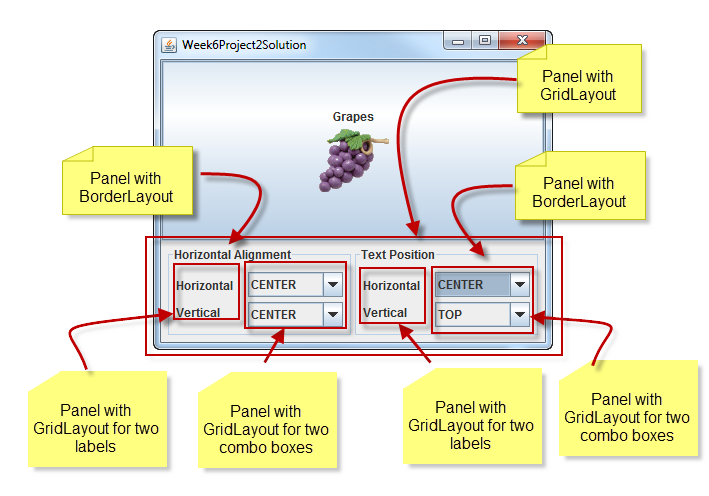 Week6Project2Solution
Panel with
GridLayout
Grapes
Panel with
BorderLayout
Panel with
BorderLayout
Horizontal Alignment
Text Position
Horizontal
CENTER
Horizontal
CENTER
Vertical
CENTER
Vertical
TOP
Panel with
GridLayout for two
labels
Panel with
GridLayout for two
combo boxes
Panel with
GridLayout for two
labels
Panel with
GridLayout for two
combo boxes